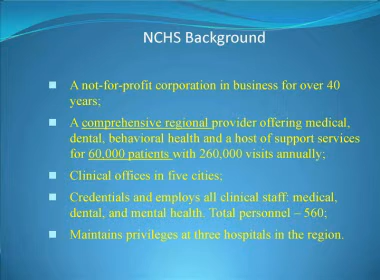 NCHS Background
A not-for-profit corporation in business for over 40
years;
A comprehensive regional provider offering medical,
dental, behavioral health and a host of support services
for 60,000 patients with 260,000 visits annually;
Clinical offices in five cities;
Credentials and employs all clinical staff: medical,
dental, and mental health. Total personnel – 560;
Maintains privileges at three hospitals in the region.